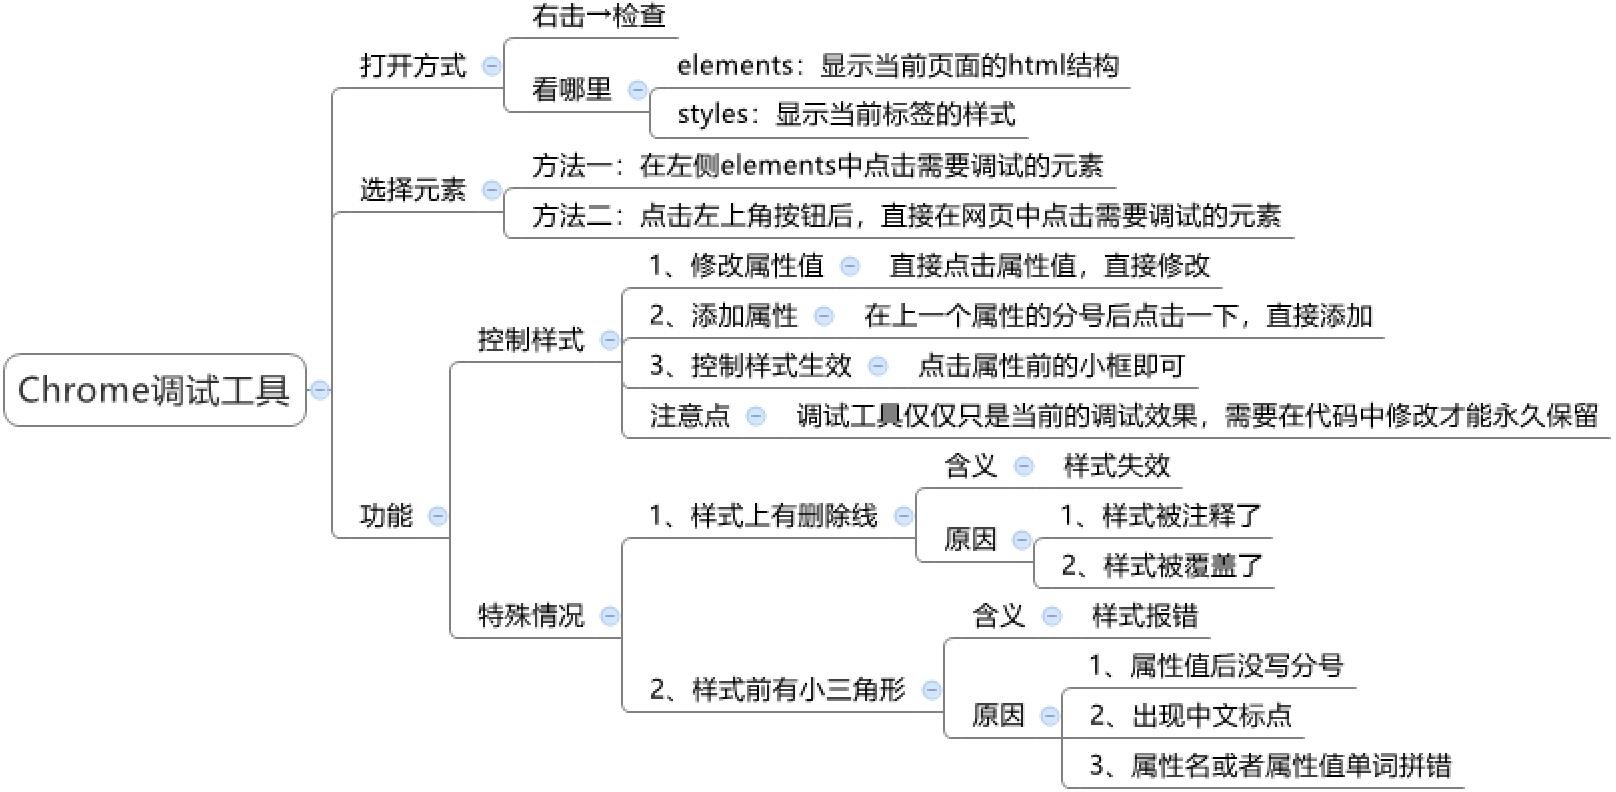 Chrome调试工具
打开方式
右击→检查
看哪里
elements：显示当前页面的html结构
styles：显示当前标签的样式
选择元素
方法一：在左侧elements中点击需要调试的元素
方法二：点击左上角按钮后，直接在网页中点击需要调试的元素
功能
控制样式
1、修改属性值 直接点击属性值，直接修改
2、添加属性 在上一个属性的分号后点击一下，直接添加
3、控制样式生效 点击属性前的小框即可
注意点 调试工具仅仅只是当前的调试效果，需要在代码中修改才能永久保留
特殊情况
1、样式上有删除线
含义 样式失效
原因
1、样式被注释了
2、样式被覆盖了
2、样式前有小三角形
含义 样式报错
原因
1、属性值后没写分号
2、出现中文标点
3、属性名或者属性值单词拼错